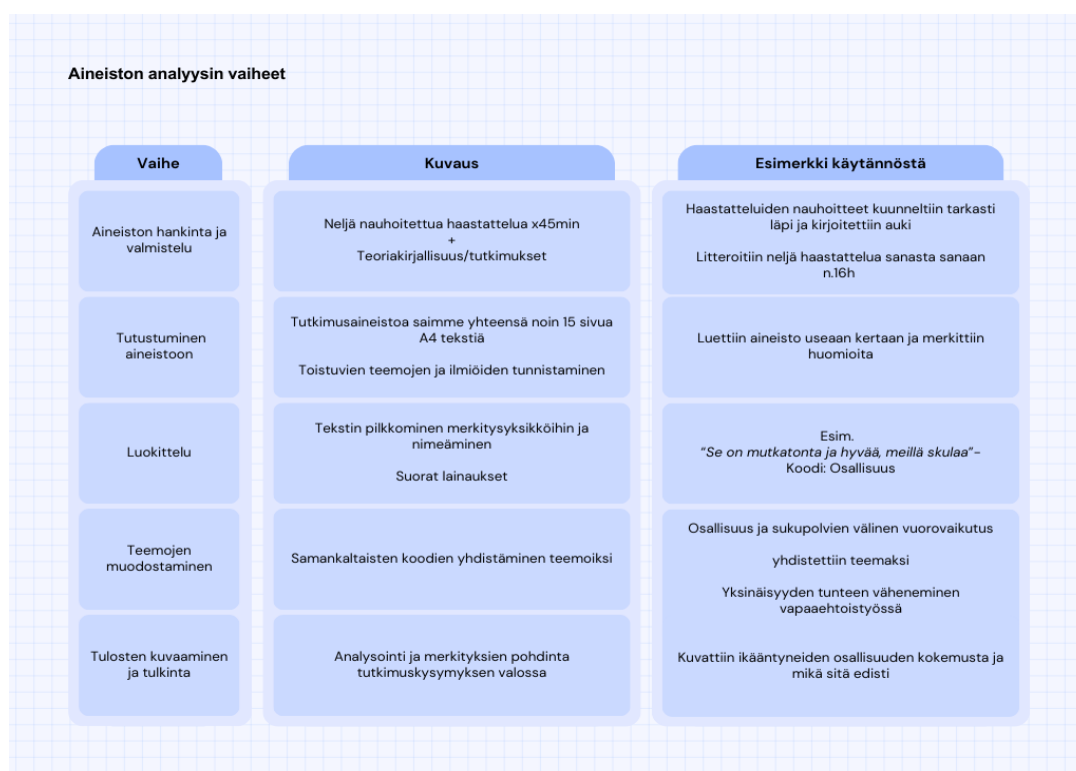 Aineiston analyysin vaiheet
Vaihe
Kuvaus
Esimerkki käytännöstä
Aineiston hankinta ja
valmistelu
Neljä nauhoitettua haastattelua x45min
+
Teoriakirjallisuus/tutkimukset
Haastatteluiden nauhoitteet kuunneltiin tarkasti
läpi ja kirjoitettiin auki
Litteroitiin neljä haastattelua sanasta sanaan
n.16h
Tutustuminen
aineistoon
Tutkimusaineistoa saimme yhteensä noin 15 sivua
A4 tekstiä
Toistuvien teemojen ja ilmiöiden tunnistaminen
Luettiin aineisto useaan kertaan ja merkittiin
huomioita
Luokittelu
Tekstin pilkkominen merkitysyksikköihin ja
nimeäminen
Suorat lainaukset
Esim.
"Se on mutkatonta ja hyvää, meillä skulaa"-
Koodi: Osallisuus
Teemojen
muodostaminen
Samankaltaisten koodien yhdistäminen teemoiksi
Osallisuus ja sukupolvien välinen vuorovaikutus
yhdistettiin teemaksi
Yksinäisyyden tunteen väheneminen
vapaaehtoistyössä
Tulosten kuvaaminen
ja tulkinta
Analysointi ja merkityksien pohdinta
tutkimuskysymyksen valossa
Kuvattiin ikääntyneiden osallisuuden kokemusta ja
mikä sitä edisti